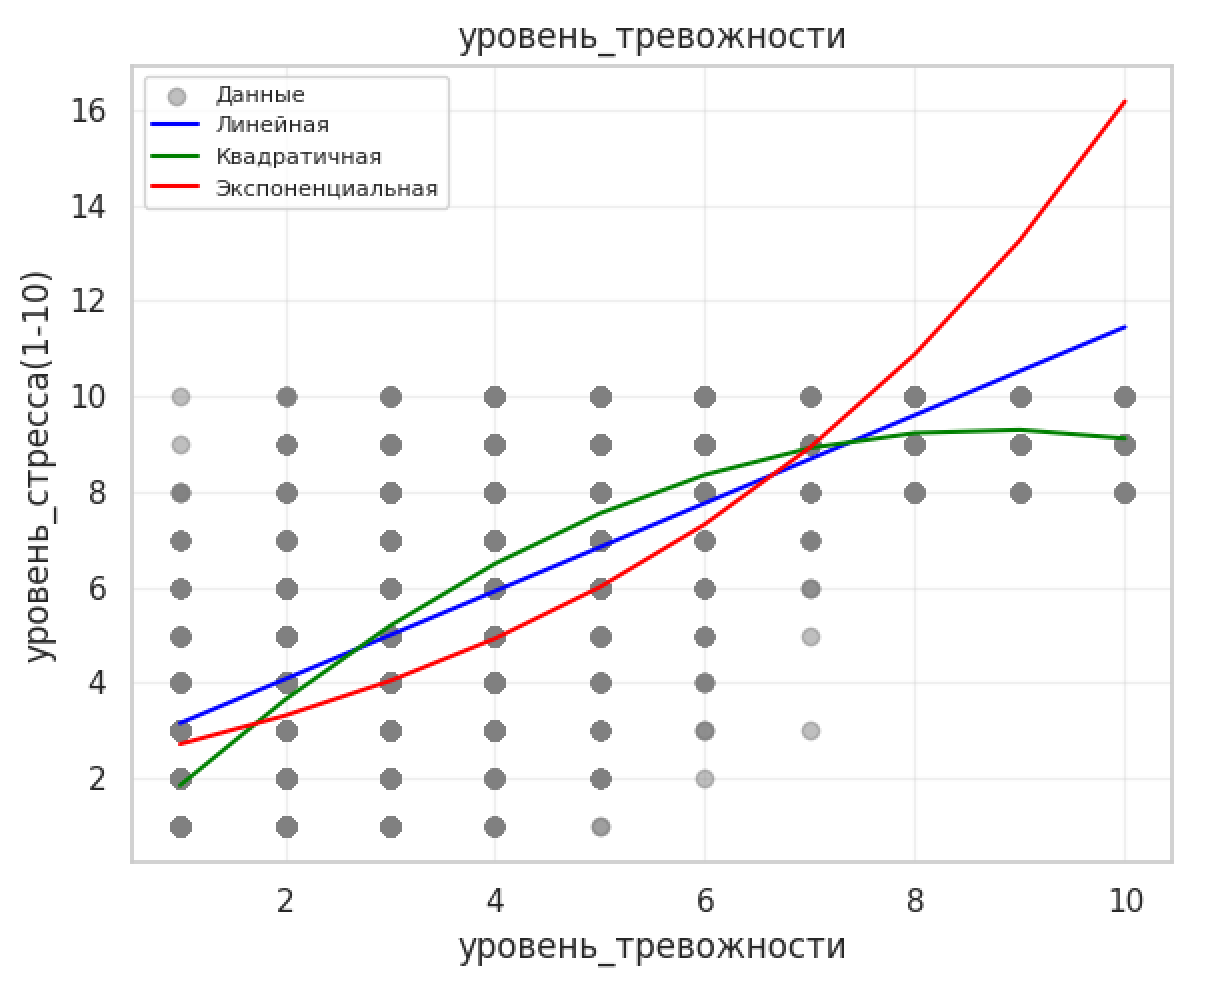 уровень_тревожности
Данные
Линейная
Квадратичная
Экспоненциальная
уровень_стресса(1-10)
16
14
12
10
8
6
4
2
2
4
6
8
10
уровень_тревожности